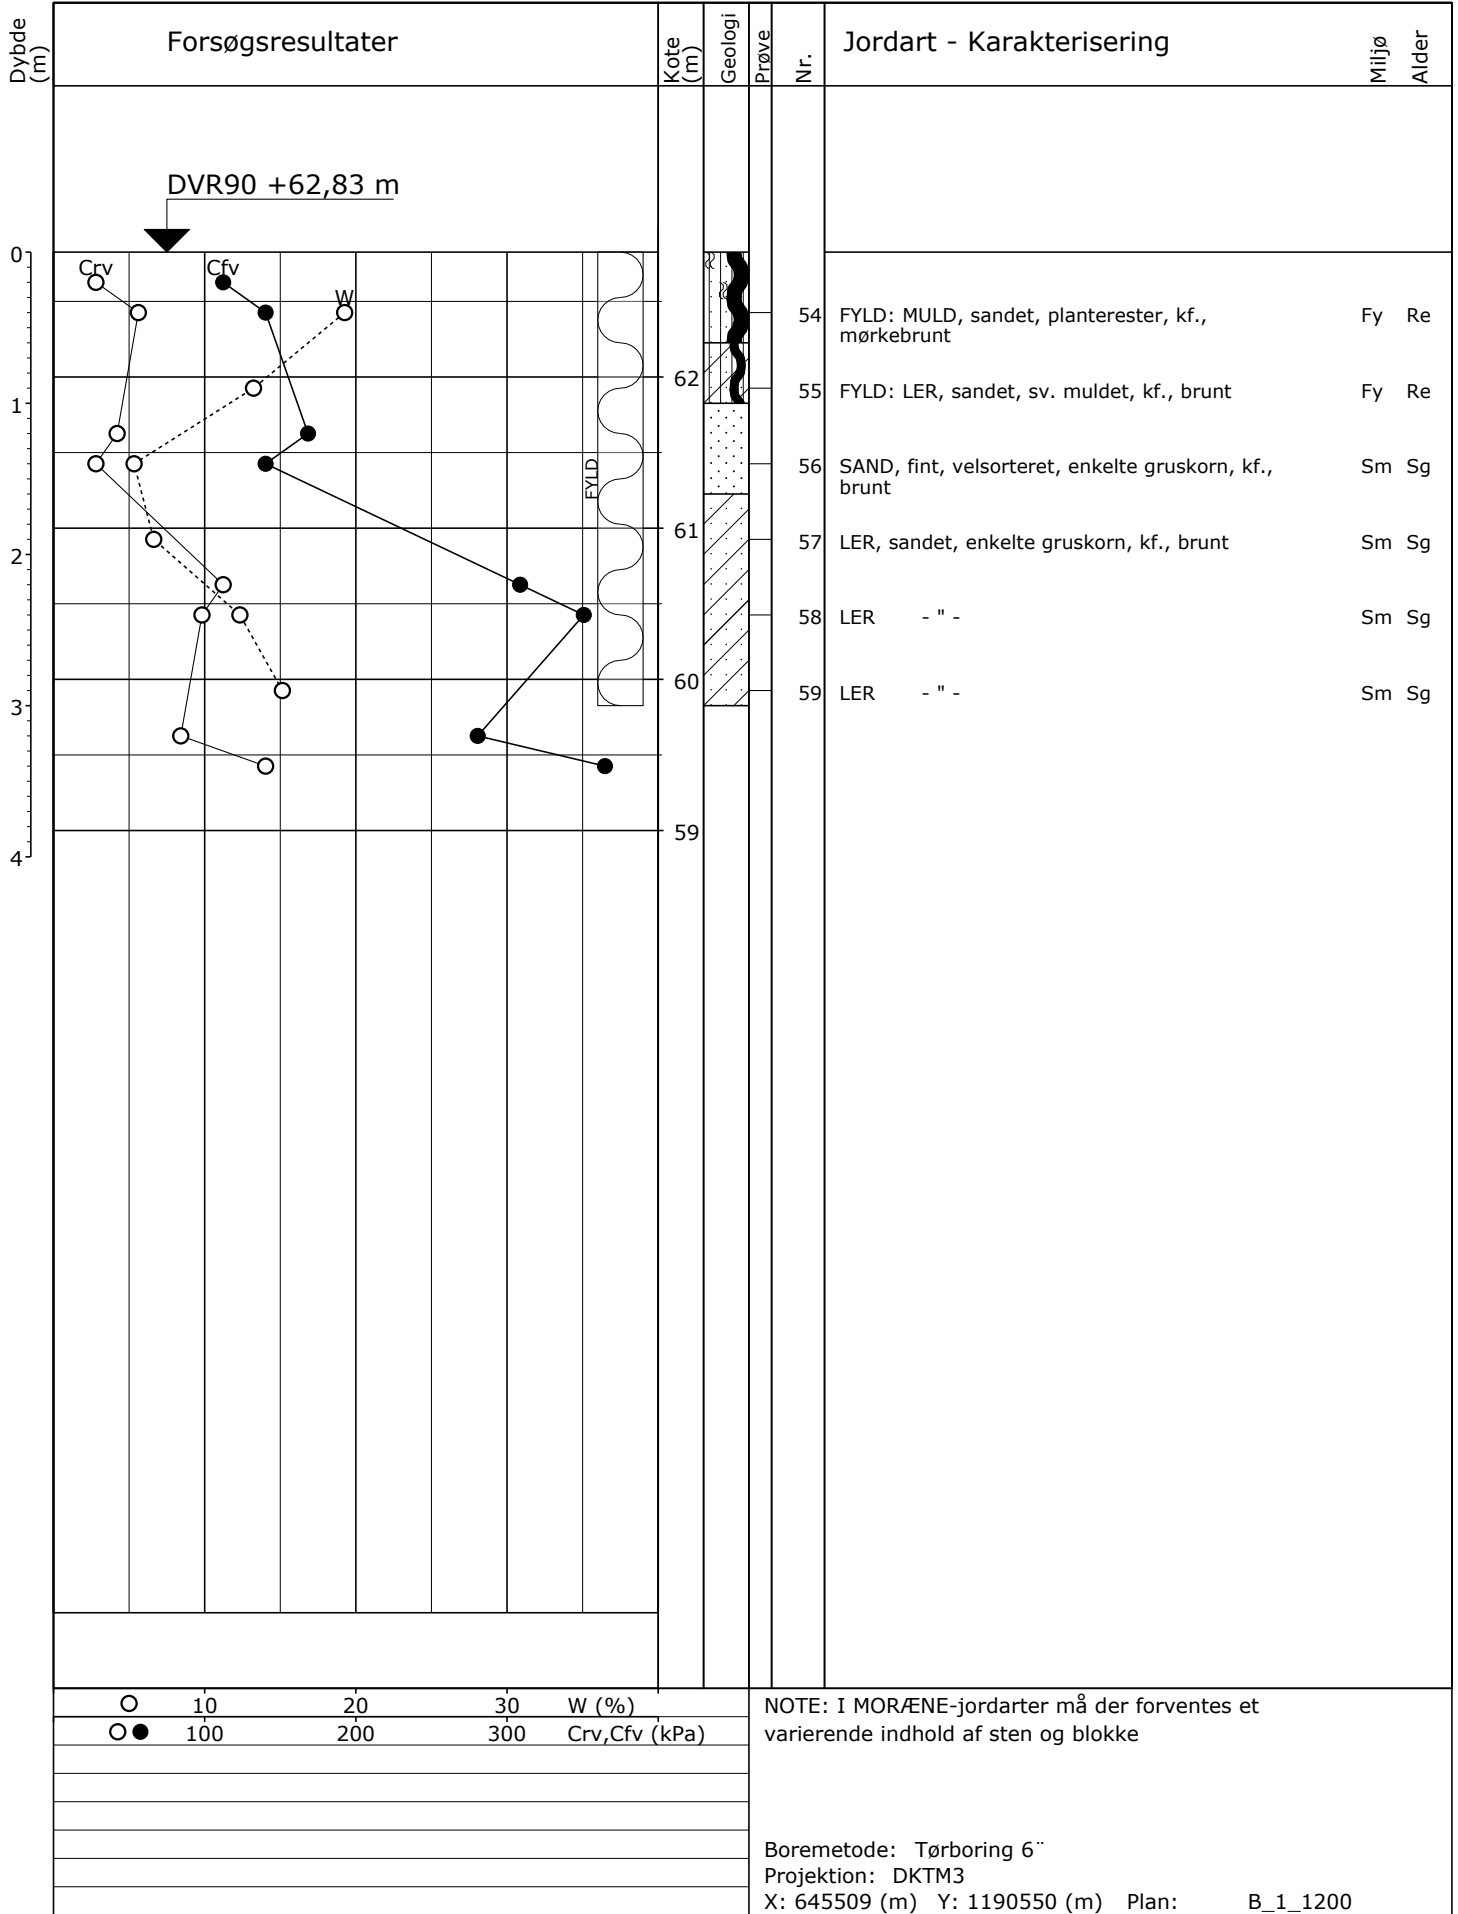 Dybde (m)
Forsøgsresultater
Kote (m)
Geologi
Prøve
Nr.
Jordart - Karakterisering
Miljø
Alder
DVR90 +62,83 m
0
Crv
Cfv
W
54 FYLD: MULD, sandet, planterester, kf., Fy Re
mørkebrunt
62
55 FYLD: LER, sandet, sv. muldet, kf., brunt Fy Re
1
FYLD
56 SAND, fint, velsorteret, enkelte gruskorn, kf., Sm Sg
brunt
61
57 LER, sandet, enkelte gruskorn, kf., brunt Sm Sg
2
58 LER - " - Sm Sg
60
59 LER - " - Sm Sg
3
59
4
10 20 30 W (%)
100 200 300 Crv,Cfv (kPa)
NOTE: I MORÆNE-jordarter må der forventes et
varierende indhold af sten og blokke
Boremetode: Tørboring 6¨
Projektion: DKTM3
X: 645509 (m) Y: 1190550 (m) Plan: B_1_1200